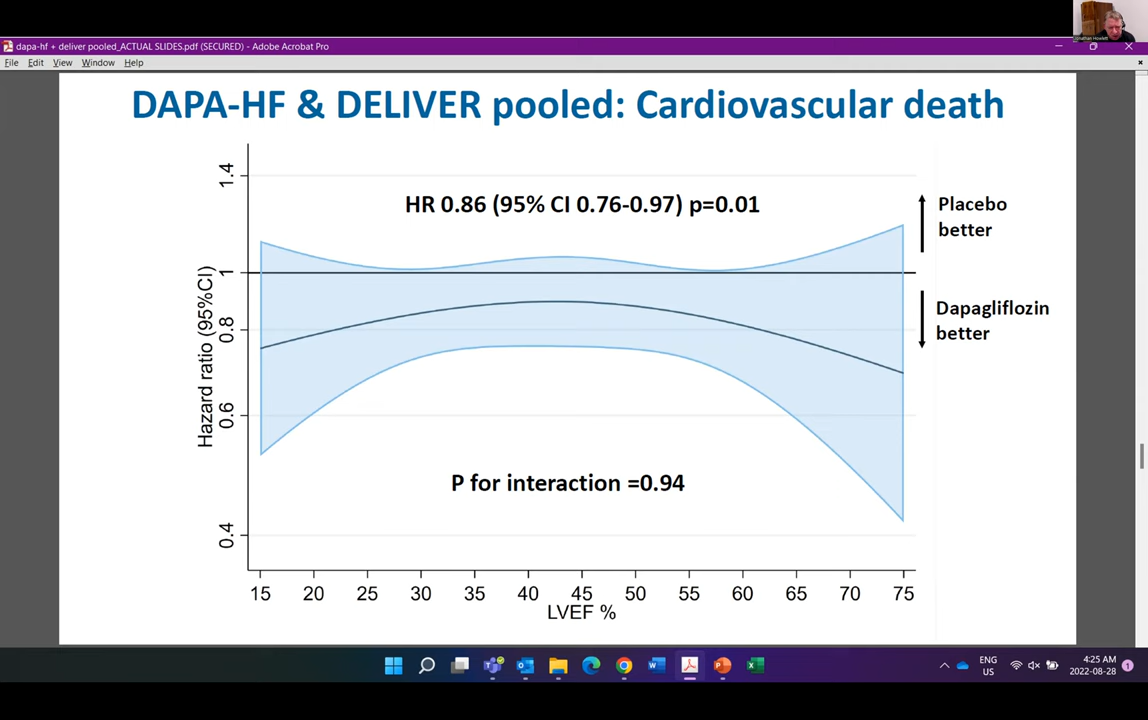 Jonathan Howlett
dapa-hf + deliver pooled_ACTUAL SLIDES.pdf (SECURED) - Adobe Acrobat Pro
File Edit View Window Help
DAPA-HF & DELIVER pooled: Cardiovascular death
HR 0.86 (95% CI 0.76-0.97) p=0.01
Placebo
better
Dapagliflozin
better
Hazard ratio (95%CI)
1.4
1
0.8
0.6
0.4
P for interaction =0.94
15 20 25 30 35 40 45 50 55 60 65 70 75
LVEF %
ENG
US
4:25 AM
2022-08-28
1